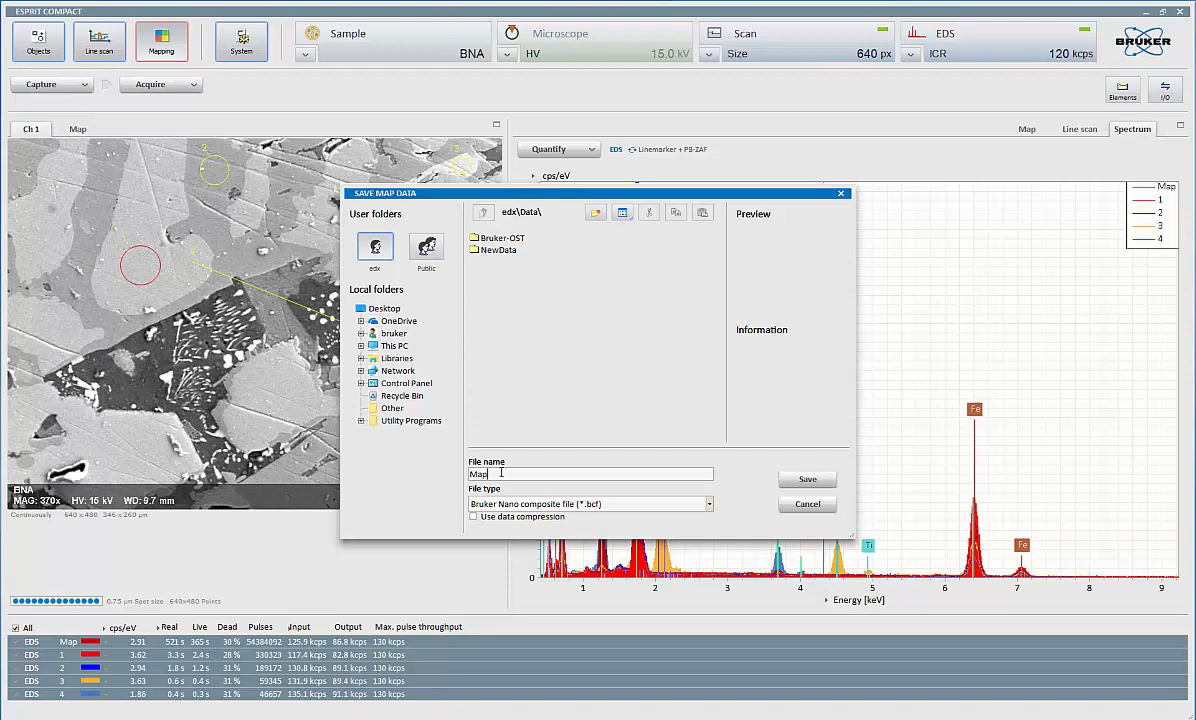 ESPRIT COMPACT
Objects
Line scan
Mapping
System
Sample
BNA
Microscope
HV 15.0 kV
Scan
Size 640 px
EDS
ICR 120 kcps
BRUKER
Capture
Acquire
Elements
I/O
Ch 1 Map
Map Line scan Spectrum
Quantify EDS Linemarker + PB-ZAF
cps/eV
Map
1
2
3
4
SAVE MAP DATA
User folders
edx\Data\
Preview
Bruker-OST
NewData
edx Public
Local folders
Desktop
OneDrive
bruker
This PC
Libraries
Network
Control Panel
Recycle Bin
Other
Utility Programs
Information
File name
Map
Save
File type
Bruker Nano composite file (*.bcf)
Cancel
Use data compression
BNA
MAG: 370x HV: 15 kV WD: 9.7 mm
Continuously 640 x 480 346 x 260 µm
Fe
Ti
Fe
0
1 2 3 4 5 6 7 8 9
Energy [keV]
6.75 µm Spot size 640x480 Points
All cps/eV Real Live Dead Pulses Input Output Max. pulse throughput
EDS Map 2.91 521 s 365 s 30 % 54384092 125.9 kcps 86.8 kcps 130 kcps
EDS 1 3.62 3.3 s 2.4 s 28 % 330323 117.4 kcps 82.8 kcps 130 kcps
EDS 2 2.94 1.8 s 1.2 s 31 % 189172 130.8 kcps 89.1 kcps 130 kcps
EDS 3 3.63 0.6 s 0.4 s 31 % 59345 131.9 kcps 89.4 kcps 130 kcps
EDS 4 1.86 0.4 s 0.3 s 31 % 46657 135.1 kcps 91.1 kcps 130 kcps